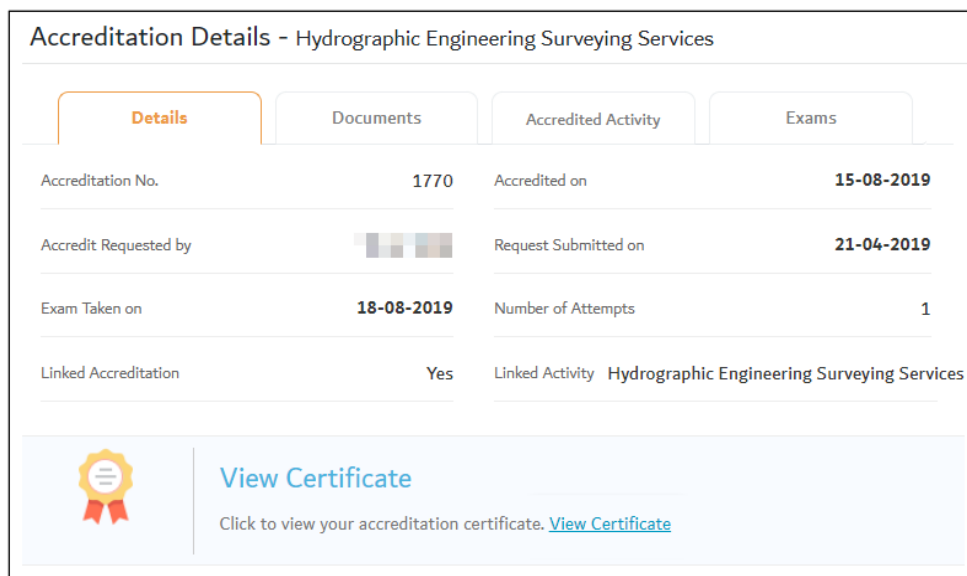 Accreditation Details - Hydrographic Engineering Surveying Services
Details Documents Accredited Activity Exams
Accreditation No. 1770 Accredited on 15-08-2019
Accredit Requested by Request Submitted on 21-04-2019
Exam Taken on 18-08-2019 Number of Attempts 1
Linked Accreditation Yes Linked Activity Hydrographic Engineering Surveying Services
View Certificate
Click to view your accreditation certificate. View Certificate